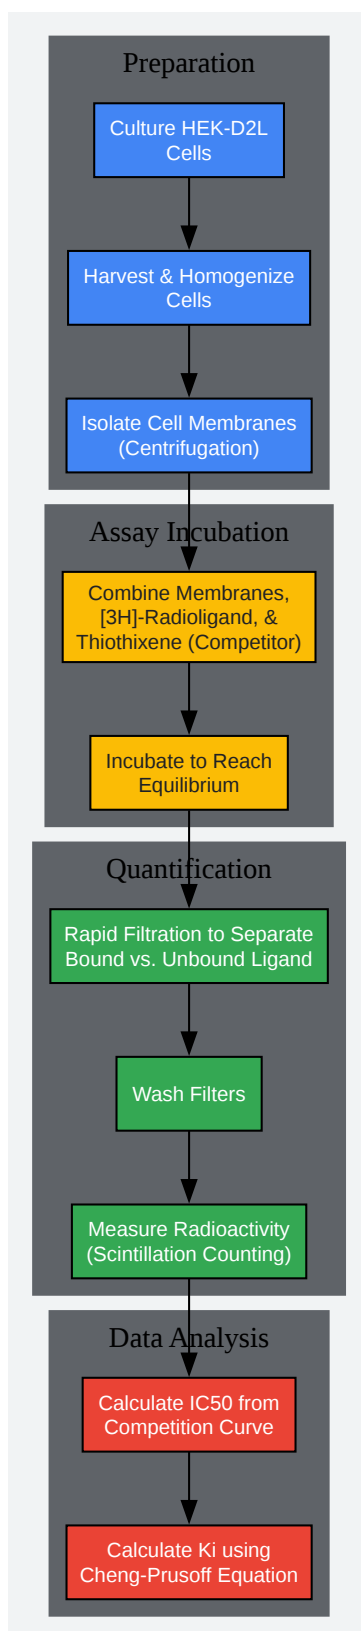 Preparation
Culture HEK-D2L
Cells
Harvest & Homogenize
Cells
Isolate Cell Membranes
(Centrifugation)
Assay Incubation
Combine Membranes,
[3H]-Radioligand, &
Thiothixene (Competitor)
Incubate to Reach
Equilibrium
Quantification
Rapid Filtration to Separate
Bound vs. Unbound Ligand
Wash Filters
Measure Radioactivity
(Scintillation Counting)
Data Analysis
Calculate IC50 from
Competition Curve
Calculate Ki using
Cheng-Prusoff Equation